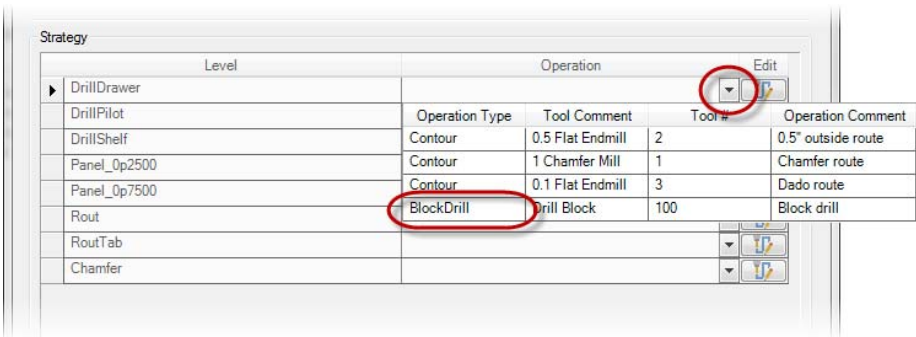 Strategy
Level Operation Edit
DrillDrawer
DrillPilot
Operation Type Tool Comment Tool # Operation Comment
DrillShelf
Contour 0.5 Flat Endmill 2 0.5" outside route
Panel_0p2500
Contour 1 Chamfer Mill 1 Chamfer route
Panel_0p7500
Contour 0.1 Flat Endmill 3 Dado route
Rout
BlockDrill Drill Block 100 Block drill
RoutTab
Chamfer